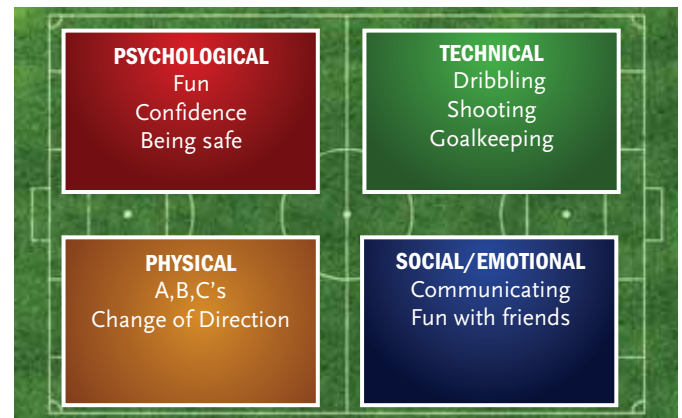 PSYCHOLOGICAL
Fun
Confidence
Being safe
TECHNICAL
Dribbling
Shooting
Goalkeeping
PHYSICAL
A,B,C's
Change of Direction
SOCIAL/EMOTIONAL
Communicating
Fun with friends